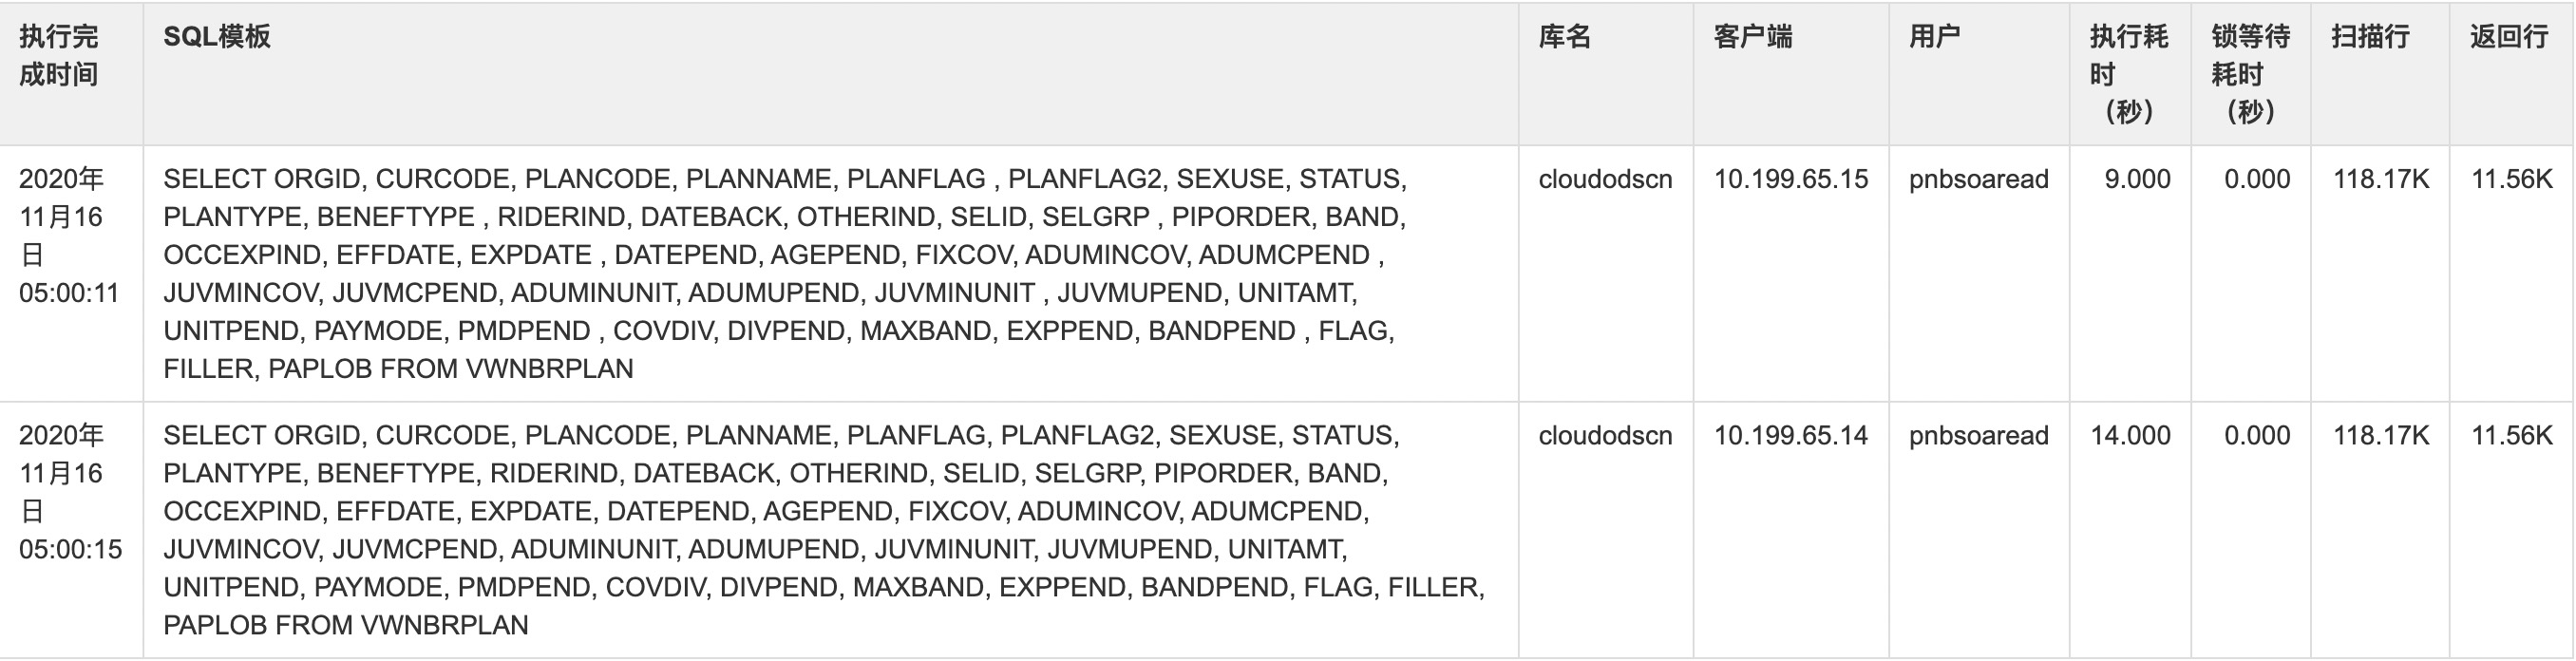 执行完
成时间
SQL模板
库名
客户端
用户
执行耗
时
（秒）
锁等待
耗时
（秒）
扫描行
返回行
2020年
11月16
日
05:00:11
SELECT ORGID, CURCODE, PLANCODE, PLANNAME, PLANFLAG , PLANFLAG2, SEXUSE, STATUS,
PLANTYPE, BENEFTYPE , RIDERIND, DATEBACK, OTHERIND, SELID, SELGRP , PIPORDER, BAND,
OCCEXPIND, EFFDATE, EXPDATE , DATEPEND, AGEPEND, FIXCOV, ADUMINCOV, ADUMCPEND ,
JUVMINCOV, JUVMCPEND, ADUMINUNIT, ADUMUPEND, JUVMINUNIT , JUVMUPEND, UNITAMT,
UNITPEND, PAYMODE, PMDPEND , COVDIV, DIVPEND, MAXBAND, EXPPEND, BANDPEND , FLAG,
FILLER, PAPLOB FROM VWNBRPLAN
cloudodscn
10.199.65.15
pnbsoaread
9.000
0.000
118.17K
11.56K
2020年
11月16
日
05:00:15
SELECT ORGID, CURCODE, PLANCODE, PLANNAME, PLANFLAG, PLANFLAG2, SEXUSE, STATUS,
PLANTYPE, BENEFTYPE, RIDERIND, DATEBACK, OTHERIND, SELID, SELGRP, PIPORDER, BAND,
OCCEXPIND, EFFDATE, EXPDATE, DATEPEND, AGEPEND, FIXCOV, ADUMINCOV, ADUMCPEND,
JUVMINCOV, JUVMCPEND, ADUMINUNIT, ADUMUPEND, JUVMINUNIT, JUVMUPEND, UNITAMT,
UNITPEND, PAYMODE, PMDPEND, COVDIV, DIVPEND, MAXBAND, EXPPEND, BANDPEND, FLAG, FILLER,
PAPLOB FROM VWNBRPLAN
cloudodscn
10.199.65.14
pnbsoaread
14.000
0.000
118.17K
11.56K